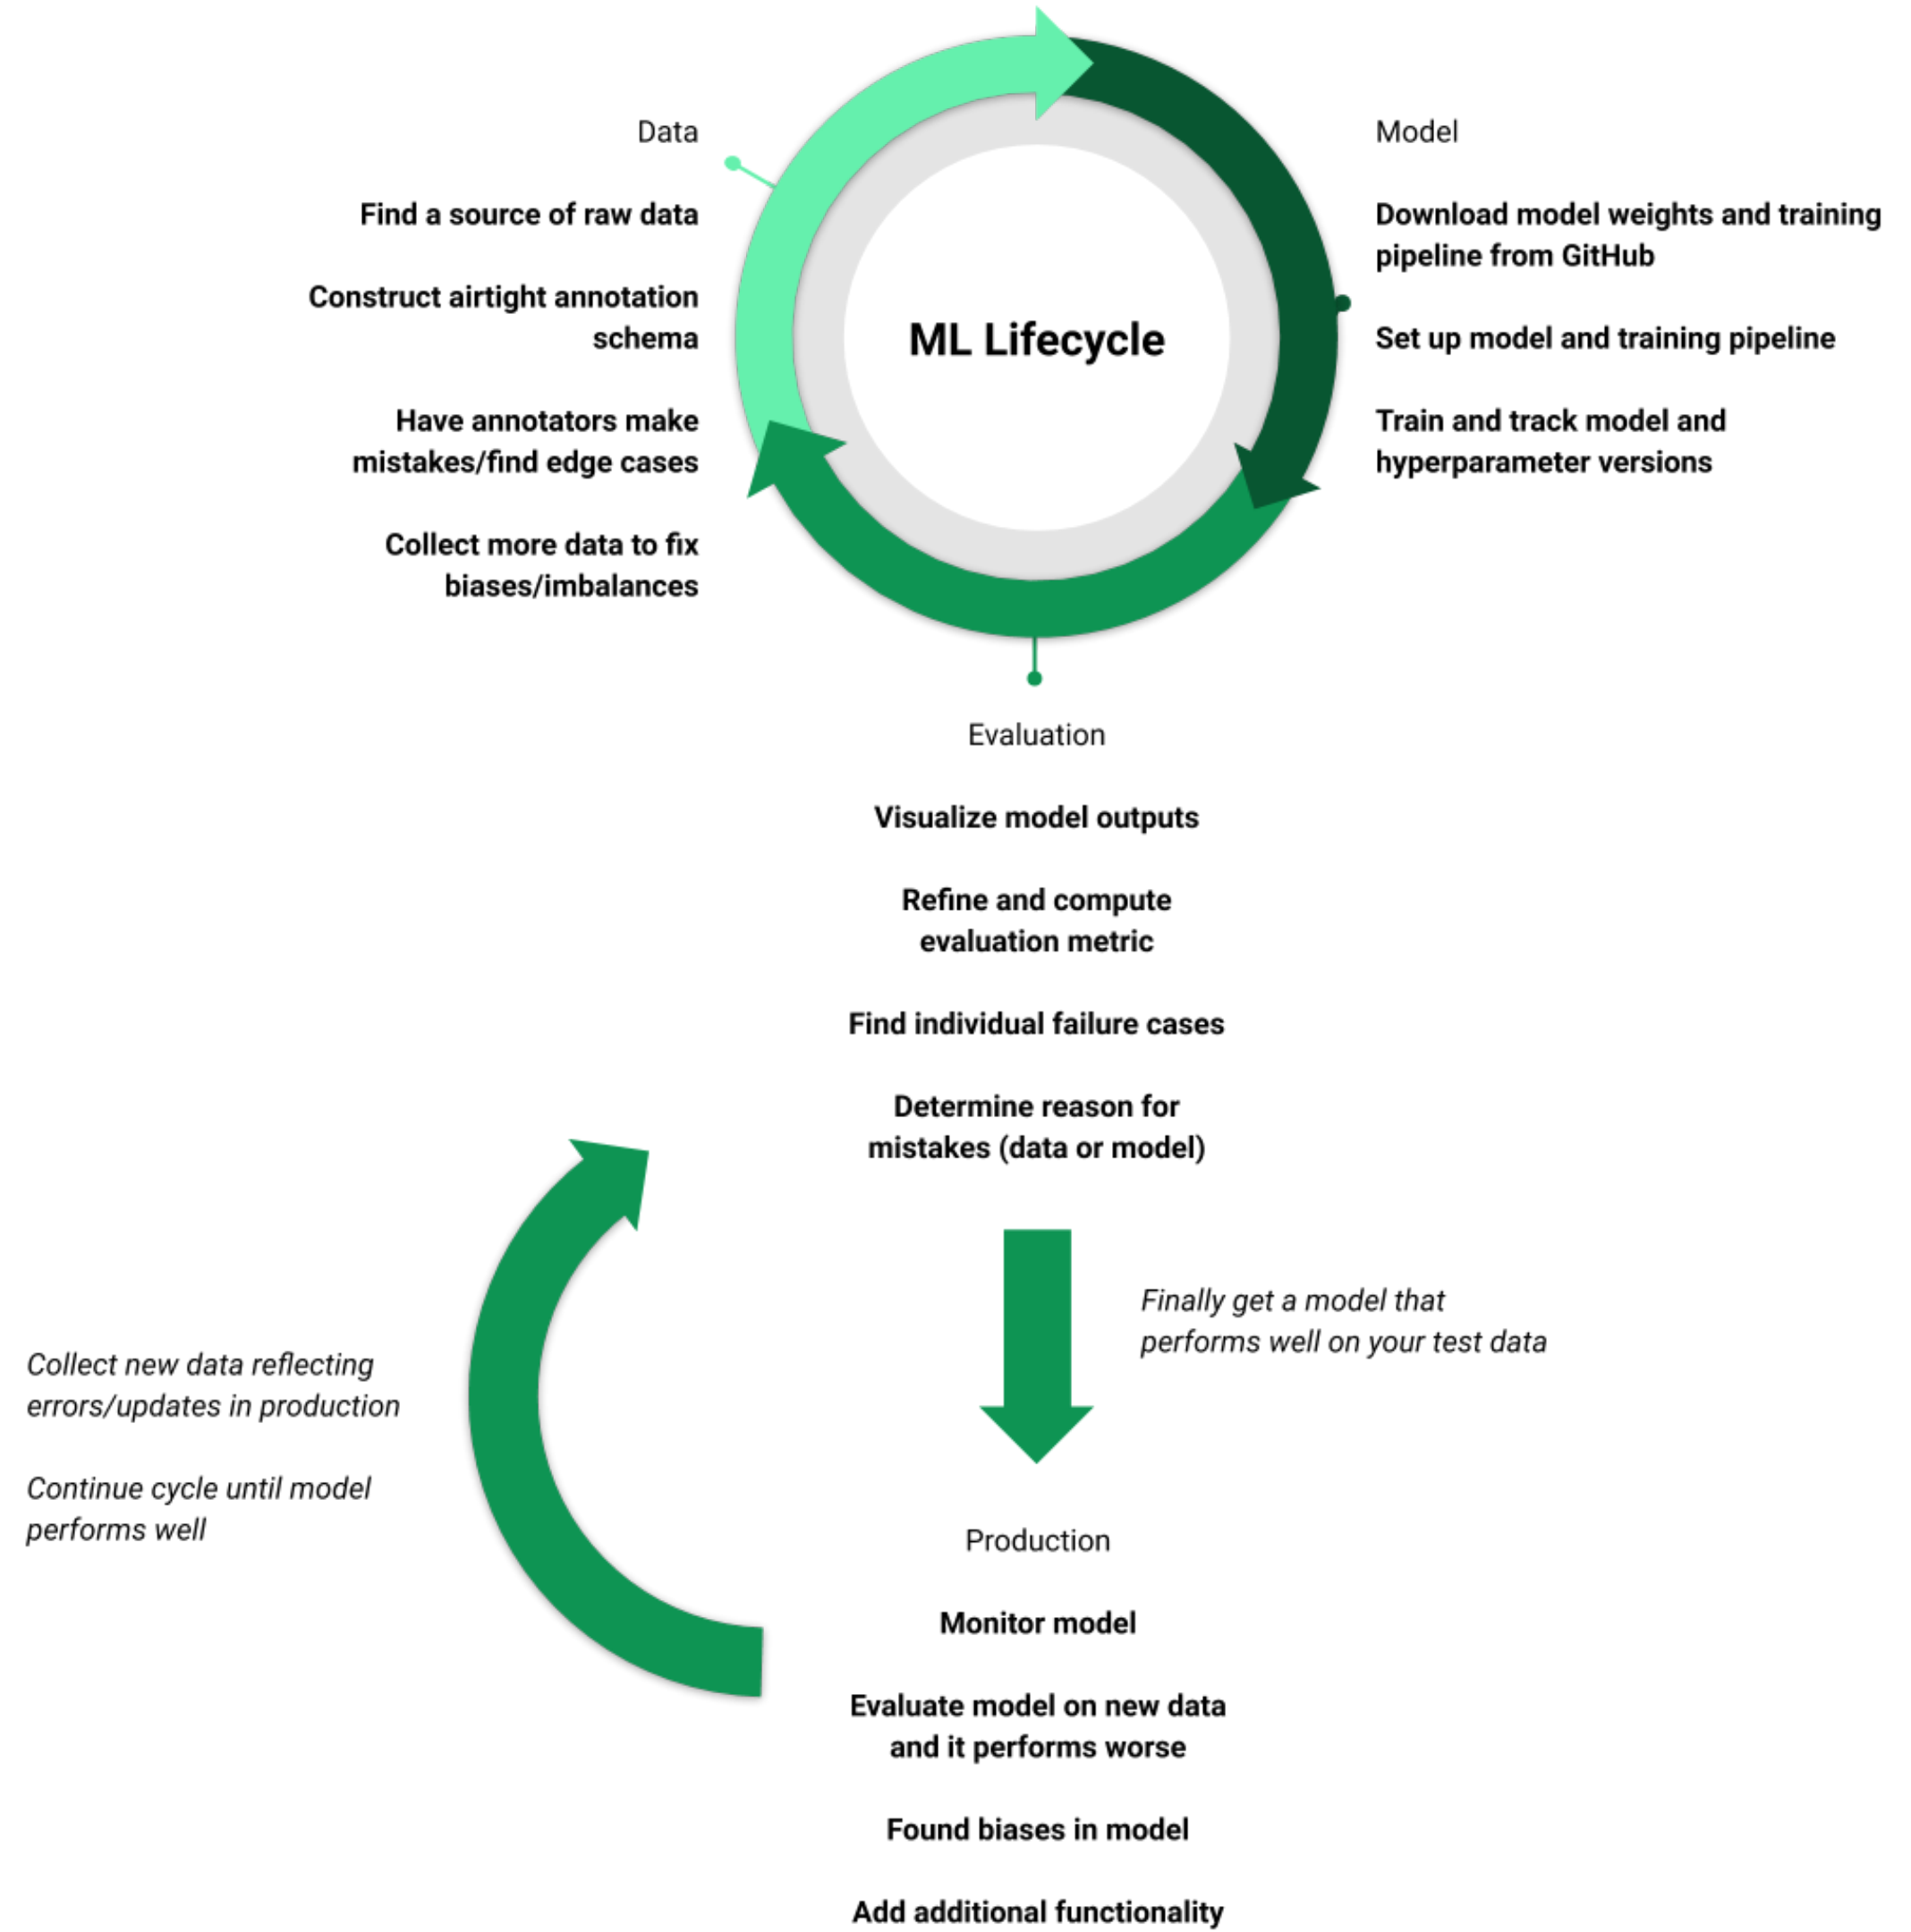 Data
Find a source of raw data
Construct airtight annotation
schema
Have annotators make
mistakes/find edge cases
Collect more data to fix
biases/imbalances
ML Lifecycle
Model
Download model weights and training
pipeline from GitHub
Set up model and training pipeline
Train and track model and
hyperparameter versions
Evaluation
Visualize model outputs
Refine and compute
evaluation metric
Find individual failure cases
Determine reason for
mistakes (data or model)
Finally get a model that
performs well on your test data
Collect new data reflecting
errors/updates in production
Continue cycle until model
performs well
Production
Monitor model
Evaluate model on new data
and it performs worse
Found biases in model
Add additional functionality